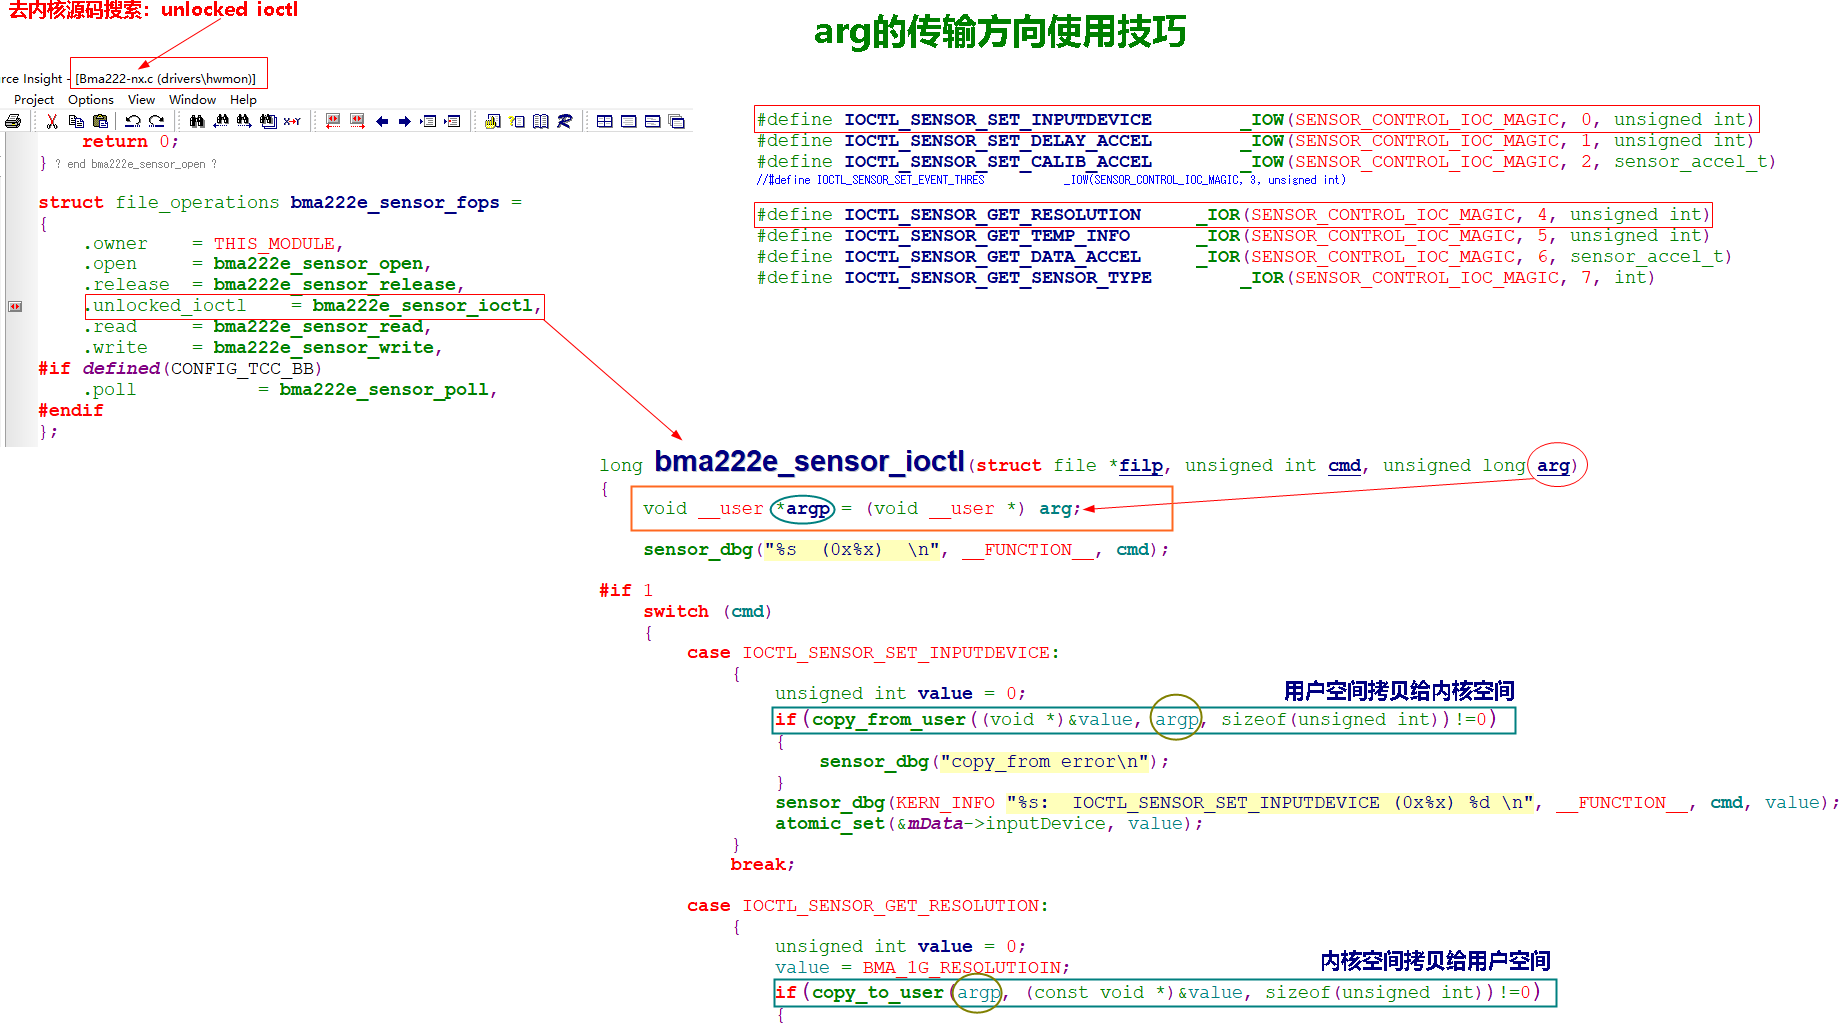 去内核源码搜索：unlocked_ioctl
arg的传输方向使用技巧
rce Insight - [Bma222-nx.c (drivers\hwmon)]
Project Options View Window Help
return 0;
} ? end bma222e_sensor_open ?
struct file_operations bma222e_sensor_fops =
{
.owner = THIS_MODULE,
.open = bma222e_sensor_open,
.release = bma222e_sensor_release,
.unlocked_ioctl = bma222e_sensor_ioctl,
.read = bma222e_sensor_read,
.write = bma222e_sensor_write,
#if defined(CONFIG_TCC_BB)
.poll = bma222e_sensor_poll,
#endif
};
#define IOCTL_SENSOR_SET_INPUTDEVICE _IOW(SENSOR_CONTROL_IOC_MAGIC, 0, unsigned int)
#define IOCTL_SENSOR_SET_DELAY_ACCEL _IOW(SENSOR_CONTROL_IOC_MAGIC, 1, unsigned int)
#define IOCTL_SENSOR_SET_CALIB_ACCEL _IOW(SENSOR_CONTROL_IOC_MAGIC, 2, sensor_accel_t)
//#define IOCTL_SENSOR_SET_EVENT_THRES _IOW(SENSOR_CONTROL_IOC_MAGIC, 3, unsigned int)
#define IOCTL_SENSOR_GET_RESOLUTION _IOR(SENSOR_CONTROL_IOC_MAGIC, 4, unsigned int)
#define IOCTL_SENSOR_GET_TEMP_INFO _IOR(SENSOR_CONTROL_IOC_MAGIC, 5, unsigned int)
#define IOCTL_SENSOR_GET_DATA_ACCEL _IOR(SENSOR_CONTROL_IOC_MAGIC, 6, sensor_accel_t)
#define IOCTL_SENSOR_GET_SENSOR_TYPE _IOR(SENSOR_CONTROL_IOC_MAGIC, 7, int)
long bma222e_sensor_ioctl(struct file *filp, unsigned int cmd, unsigned long arg)
{
void __user *argp = (void __user *) arg;
sensor_dbg("%s (0x%x) \n", __FUNCTION__, cmd);
#if 1
switch (cmd)
{
case IOCTL_SENSOR_SET_INPUTDEVICE:
{
unsigned int value = 0;
用户空间拷贝给内核空间
if(copy_from_user((void *)&value, argp, sizeof(unsigned int))!=0)
{
sensor_dbg("copy_from error\n");
}
sensor_dbg(KERN_INFO "%s: IOCTL_SENSOR_SET_INPUTDEVICE (0x%x) %d \n", __FUNCTION__, cmd, value);
atomic_set(&mData->inputDevice, value);
}
break;
case IOCTL_SENSOR_GET_RESOLUTION:
{
unsigned int value = 0;
value = BMA_1G_RESOLUTIOIN;
内核空间拷贝给用户空间
if(copy_to_user(argp, (const void *)&value, sizeof(unsigned int))!=0)
{